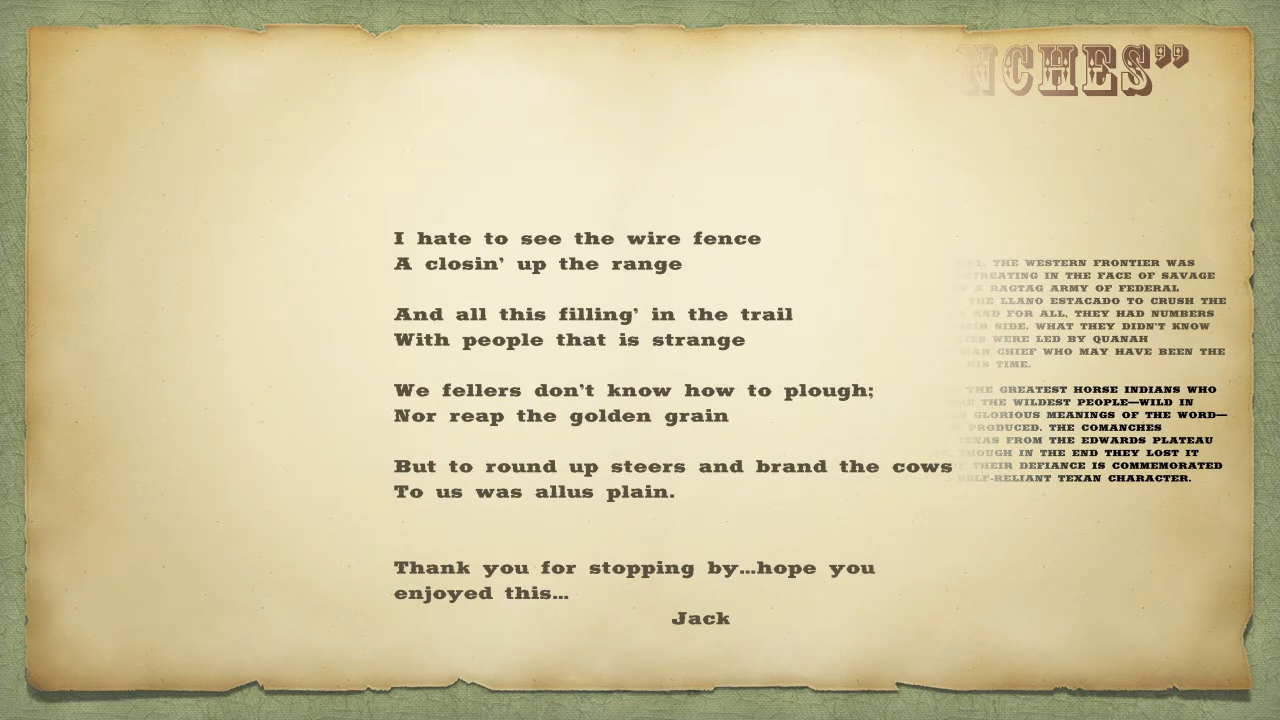 NCHES”
I hate to see the wire fence
A closin’ up the range
And all this filling’ in the trail
With people that is strange
We fellers don’t know how to plough;
Nor reap the golden grain
But to round up steers and brand the cows
To us was allus plain.
Thank you for stopping by…hope you
enjoyed this…
Jack
THE WESTERN FRONTIER WAS
IN THE FACE OF SAVAGE
A RAGTAG ARMY OF FEDERAL
THE LLANO ESTACADO TO CRUSH THE
AND FOR ALL. THEY HAD NUMBERS
SIDE. WHAT THEY DIDN’T KNOW
WERE LED BY QUANAH
CHIEF WHO MAY HAVE BEEN THE
HIS TIME.
THE GREATEST HORSE INDIANS WHO
THE WILDEST PEOPLE—WILD IN
GLORIOUS MEANINGS OF THE WORD—
PRODUCED. THE COMANCHES
TEXAS FROM THE EDWARDS PLATEAU
THOUGH IN THE END THEY LOST IT
THEIR DEFIANCE IS COMMEMORATED
SELF-RELIANT TEXAN CHARACTER.